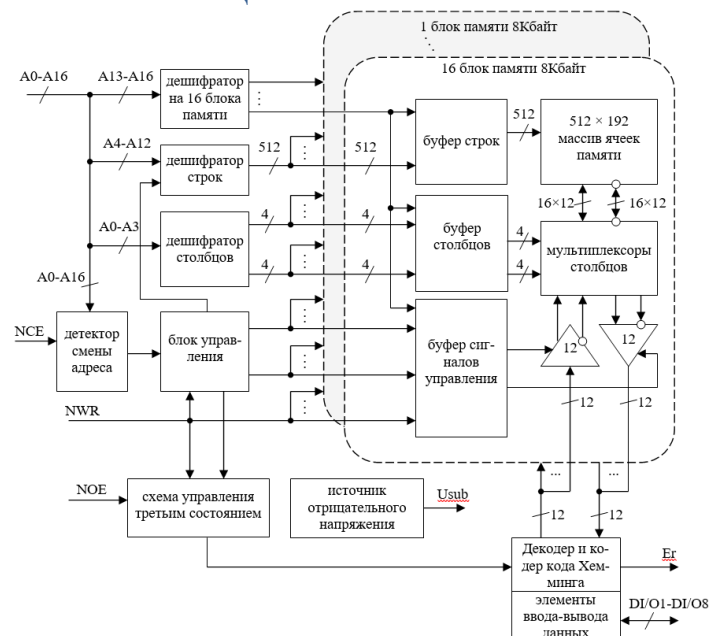 1 блок памяти 8Кбайт
16 блок памяти 8Кбайт
A0-A16
A13-A16
дешифратор
на 16 блока
памяти
A4-A12
дешифратор
строк
512
512
A0-A3
дешифратор
столбцов
4
4
4
4
A0-A16
буфер строк
512
512 × 192
массив ячеек
памяти
16×12
16×12
буфер
столбцов
4
4
мультиплексоры
столбцов
NCE
детектор
смены
адреса
блок управ-
ления
буфер сиг-
налов
управления
12
12
12
12
NWR
NOE
схема управления
третьим состоянием
источник
отрицательного
напряжения
Usub
...
...
12
12
Декодер и ко-
дер кода Хем-
минга
Er
элементы
ввода-вывода
данных
DI/O1-DI/O8